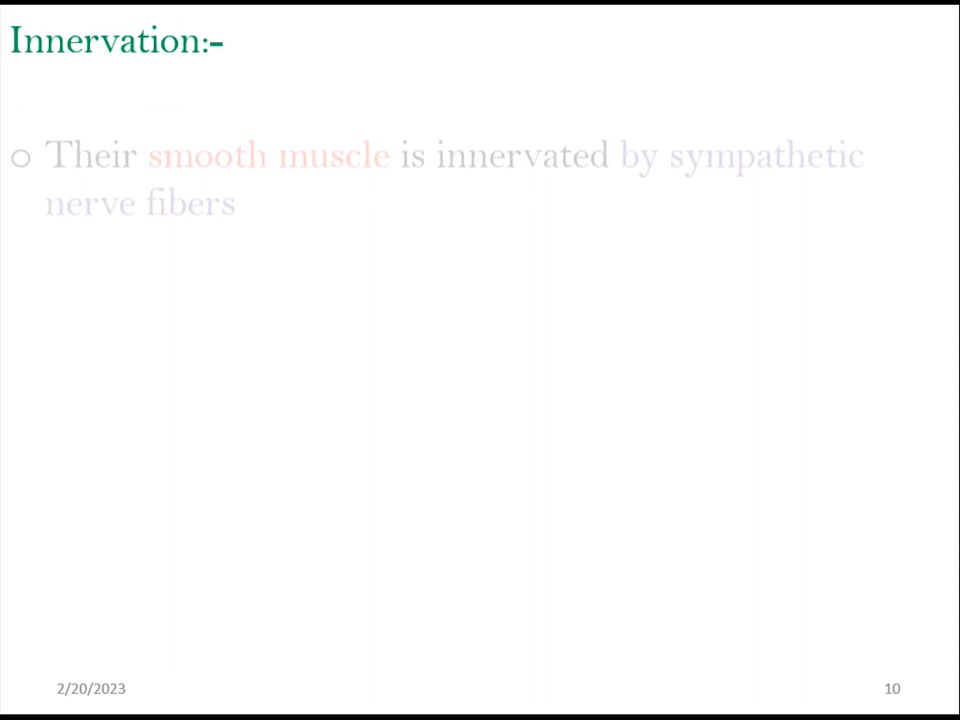 Innervation:-
o Their smooth muscle is innervated by sympathetic
nerve fibers
2/20/2023
10